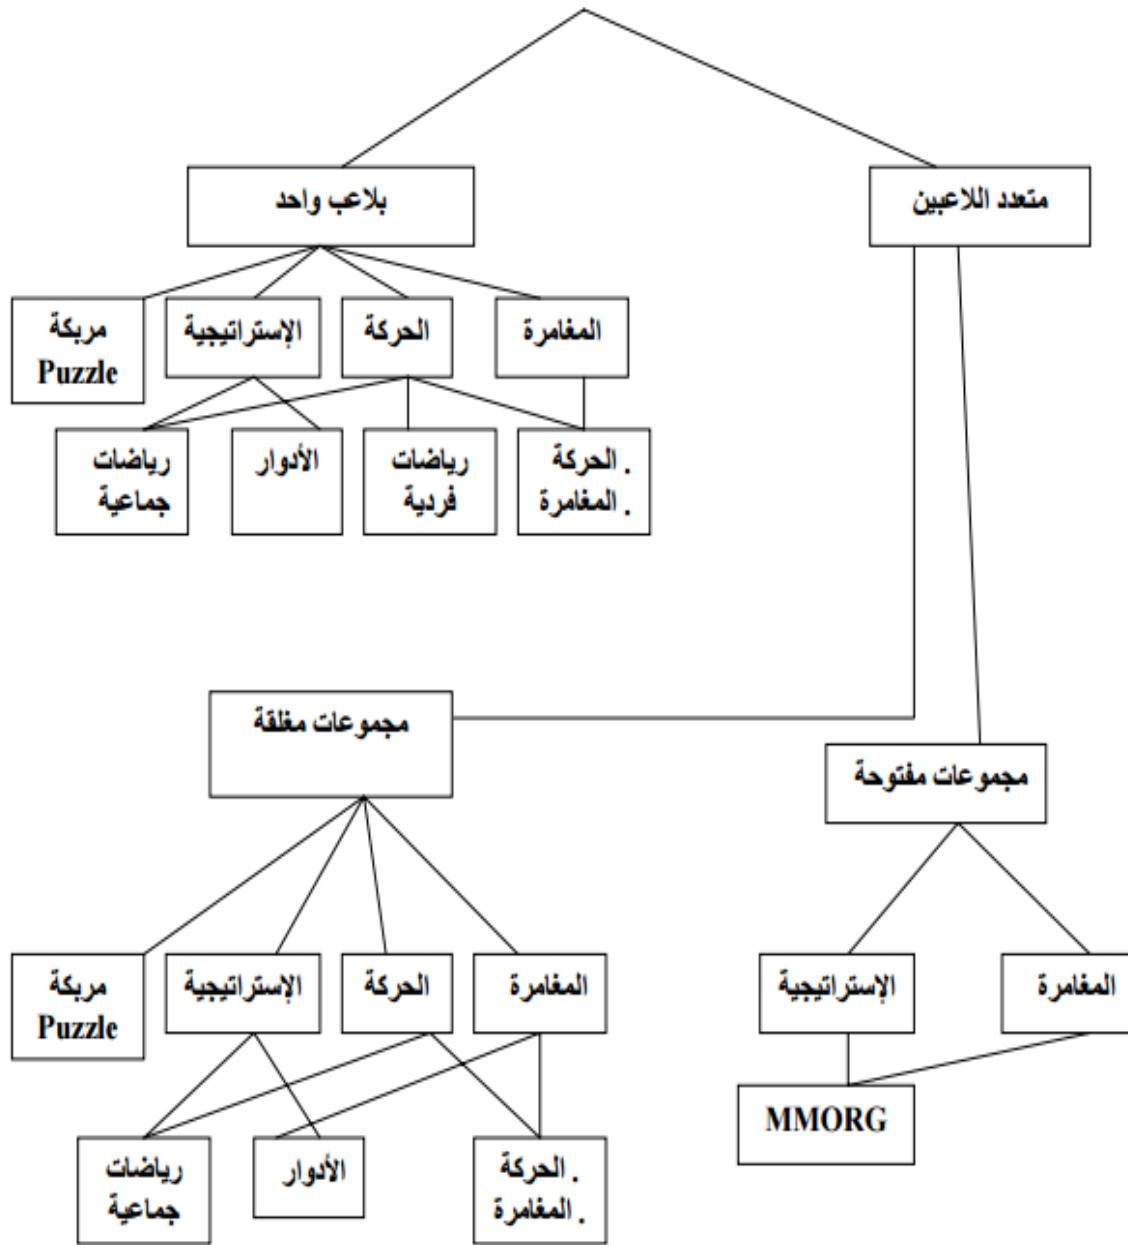 متعدد اللاعبين
بلاعب واحد
المغامرة
الحركة
الإستراتيجية
مربكة
Puzzle
. الحركة
. المغامرة
رياضات
فردية
الأدوار
رياضات
جماعية
مجموعات مغلقة
مجموعات مفتوحة
المغامرة
الإستراتيجية
المغامرة
الحركة
الإستراتيجية
مربكة
Puzzle
MMORG
. الحركة
. المغامرة
الأدوار
رياضات
جماعية